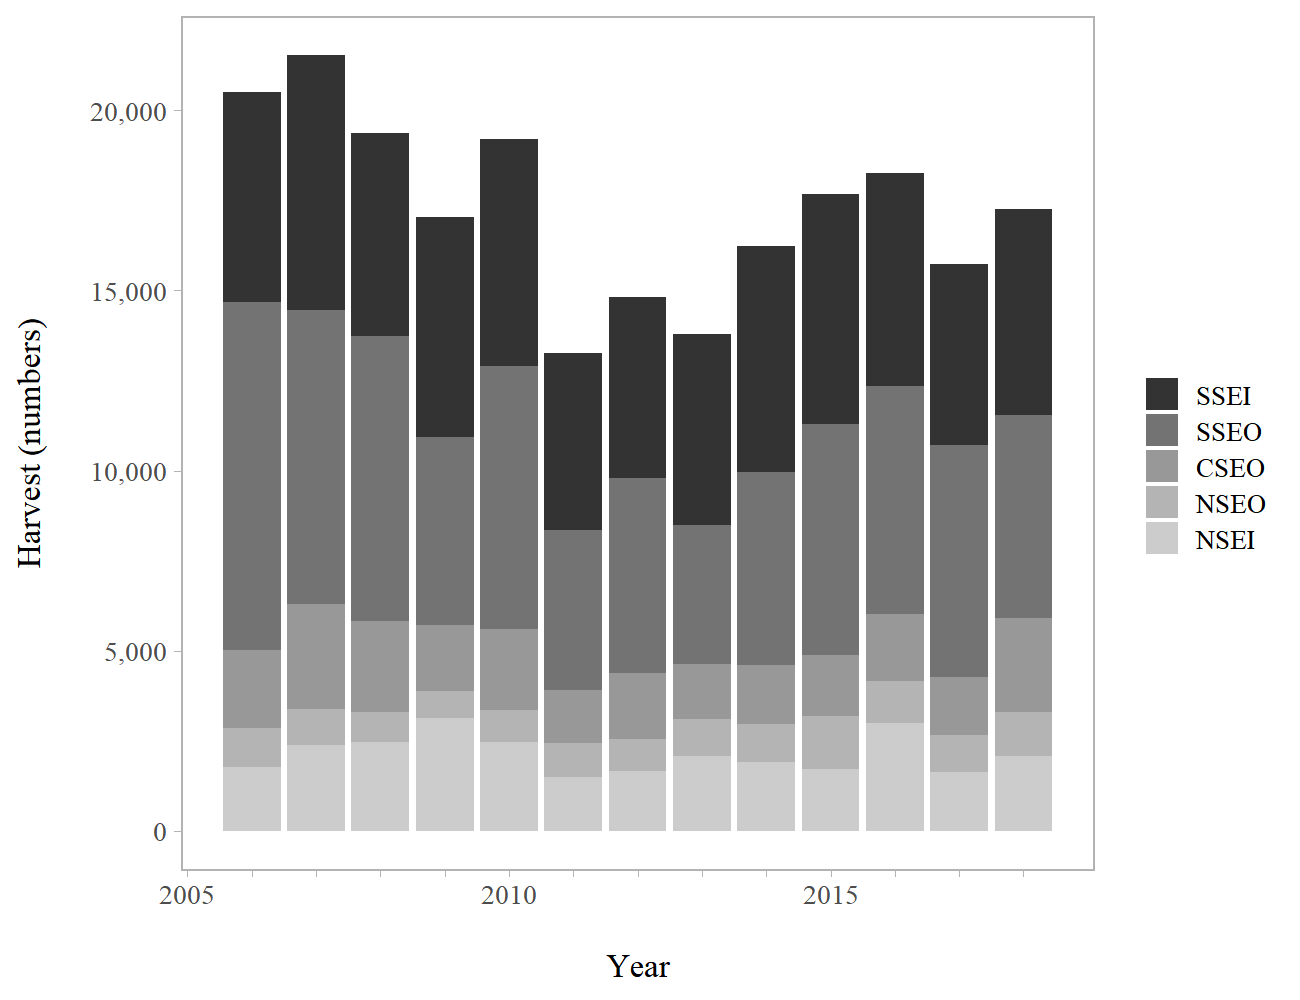 Harvest (numbers)
20,000
15,000
10,000
5,000
0
2005
2010
2015
Year
SSEI
SSEO
CSEO
NSEO
NSEI